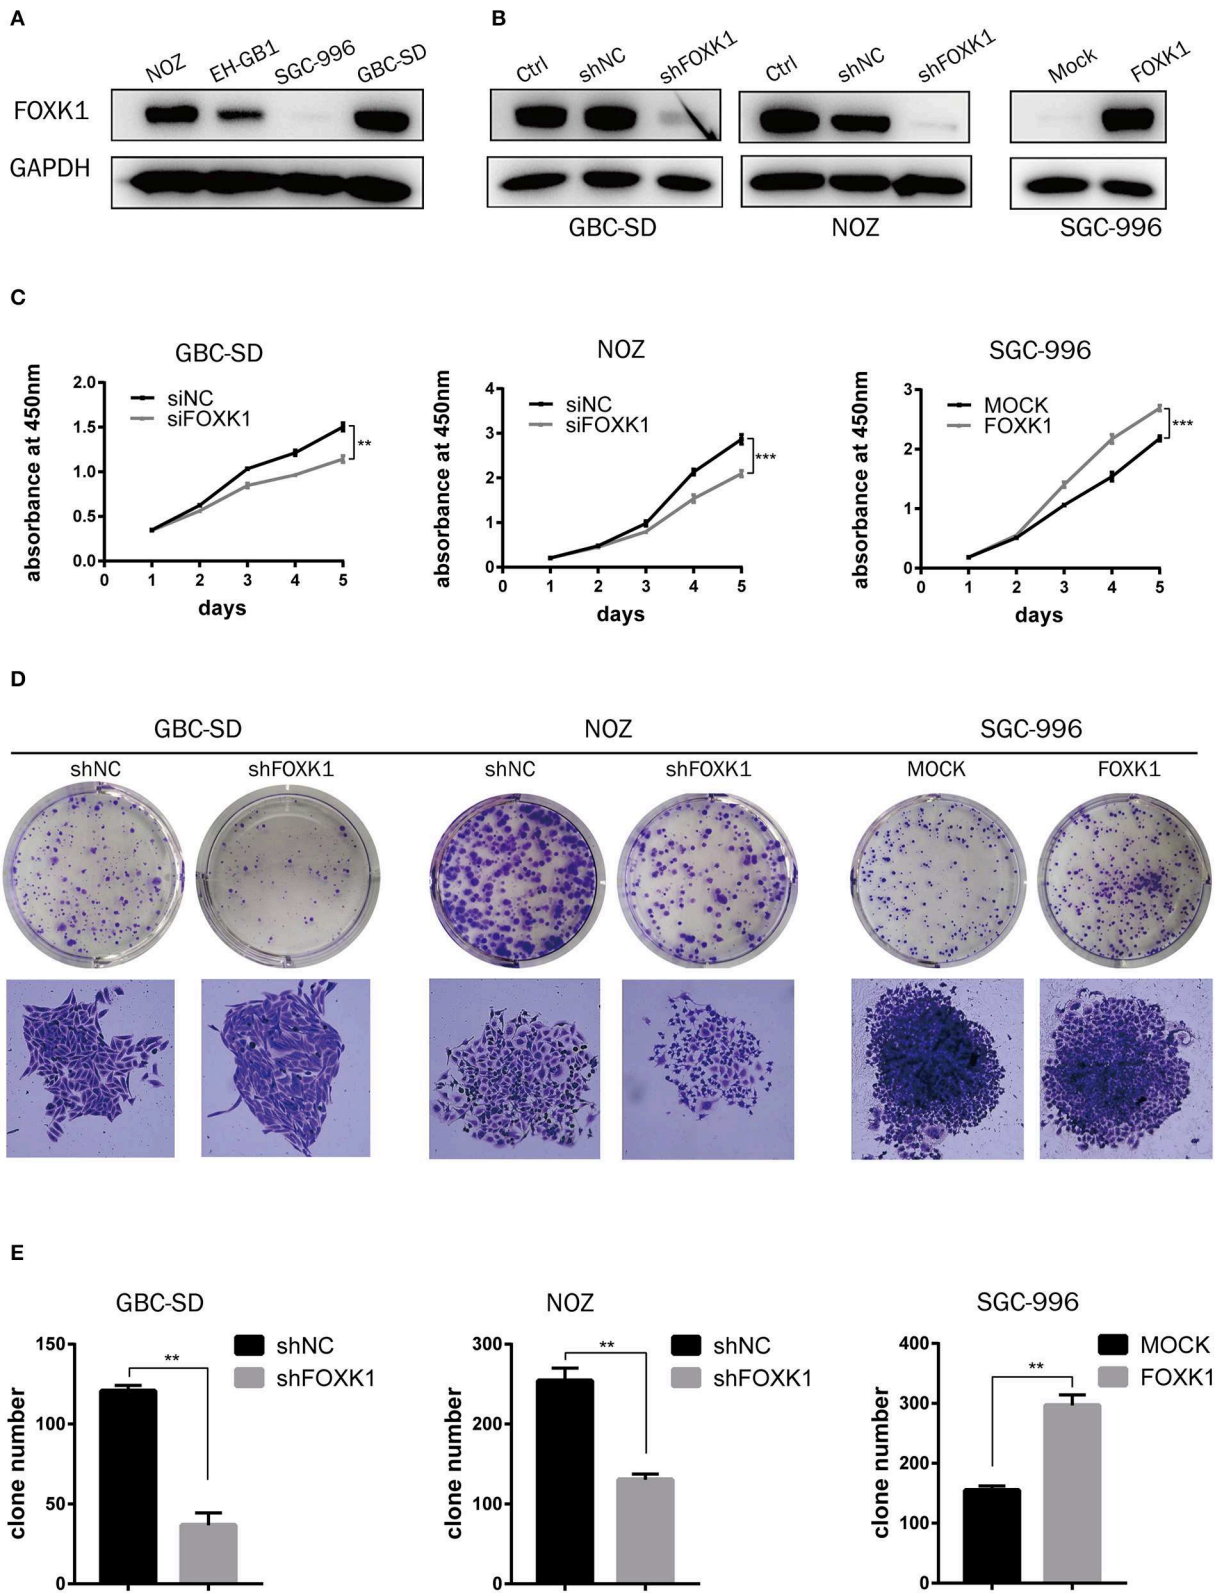 A
NOZ EH-GB1 SGC-996 GBC-SD
FOXK1
GAPDH
B
Ctrl shNC shFOXK1
Ctrl shNC shFOXK1
Mock FOXK1
GBC-SD NOZ SGC-996
C
GBC-SD
absorbance at 450nm
2.0
1.5
1.0
0.5
0.0
siNC
siFOXK1
**
0 1 2 3 4 5
days
NOZ
absorbance at 450nm
4
3
2
1
0
siNC
siFOXK1
***
0 1 2 3 4 5
days
SGC-996
absorbance at 450nm
3
2
1
0
MOCK
FOXK1
***
0 1 2 3 4 5
days
D
GBC-SD NOZ SGC-996
shNC shFOXK1 shNC shFOXK1 MOCK FOXK1
E
GBC-SD
clone number
150
100
50
0
**
shNC
shFOXK1
NOZ
clone number
300
200
100
0
**
shNC
shFOXK1
SGC-996
clone number
400
300
200
100
0
**
MOCK
FOXK1